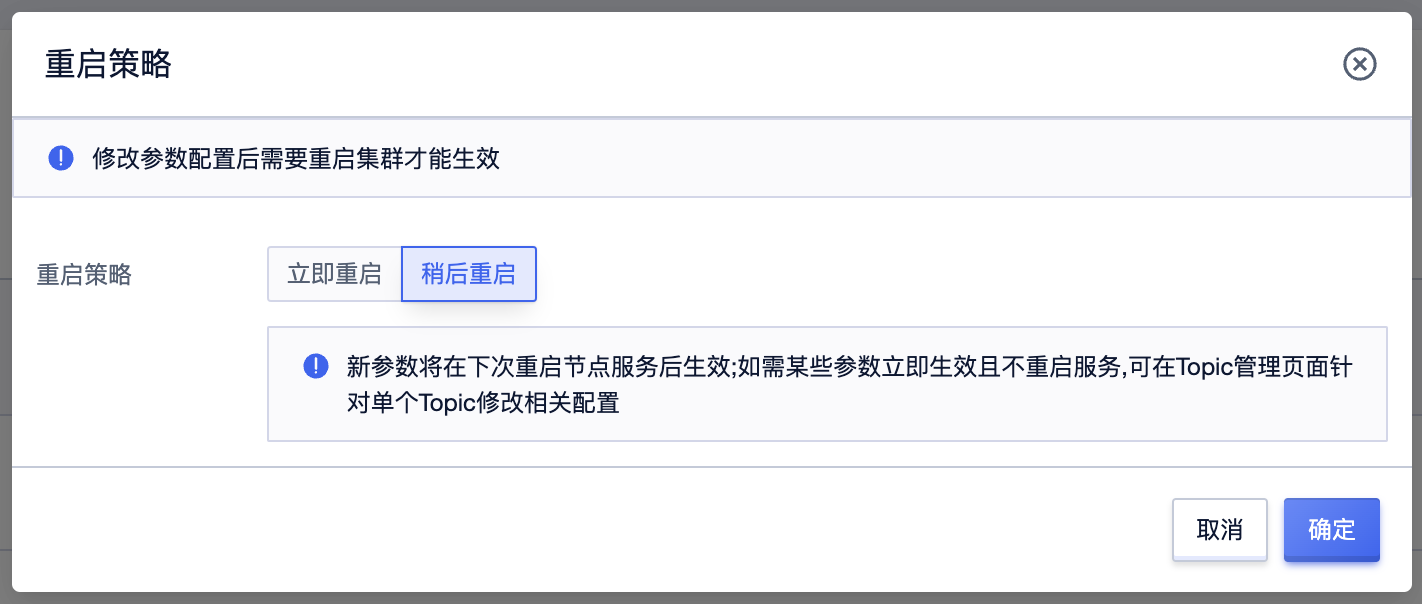 重启策略
修改参数配置后需要重启集群才能生效
重启策略
立即重启
稍后重启
新参数将在下次重启节点服务后生效;如需某些参数立即生效且不重启服务,可在Topic管理页面针
对单个Topic修改相关配置
取消
确定